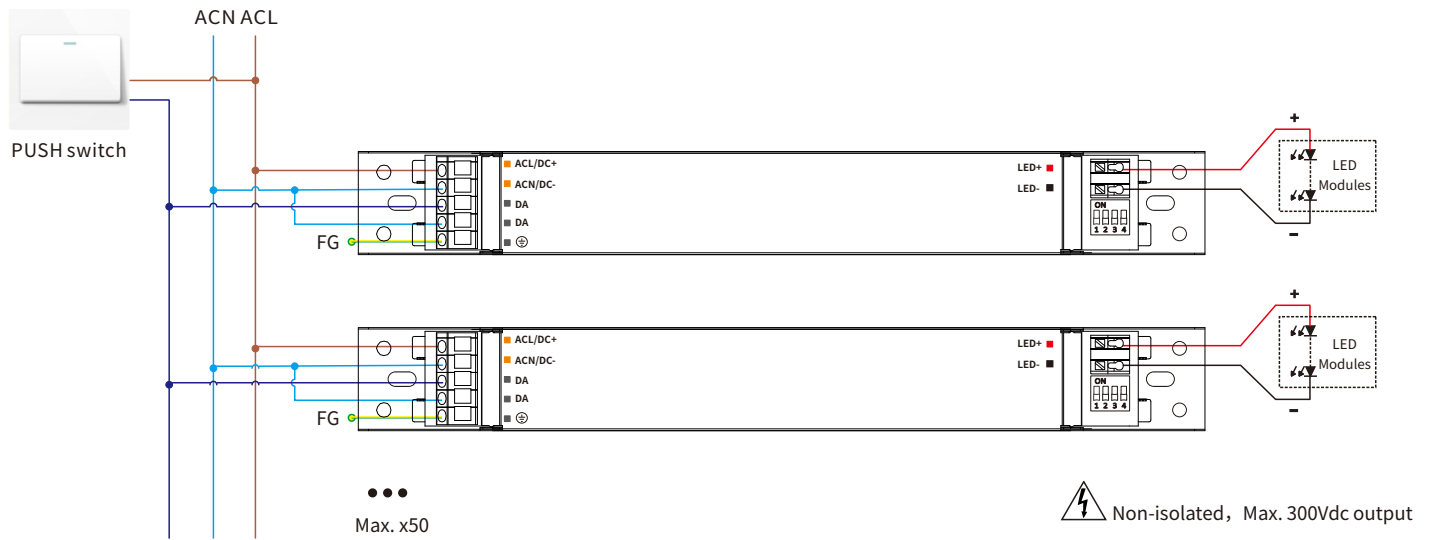 ACN ACL
PUSH switch
ACL/DC+
ACN/DC-
DA
DA
FG
LED+
LED-
ON
1 2 3 4
+
LED
Modules
-
ACL/DC+
ACN/DC-
DA
DA
FG
LED+
LED-
ON
1 2 3 4
+
LED
Modules
-
•••
Max. x50
Non-isolated, Max. 300Vdc output